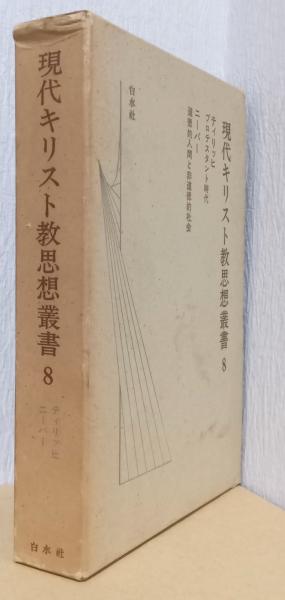 現代キリスト教思想叢書 8
ティリッヒ
プロテスタント時代
ニーバー
道徳的人間と非道徳的社会
白水社
現代キリスト教思想叢書 8
ティリッヒ
ニーバー
白水社